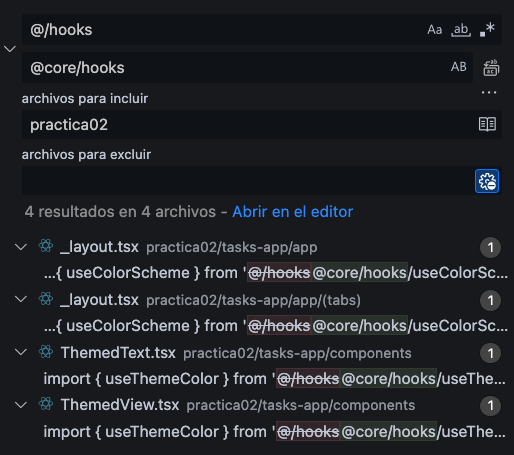 @/hooks Aa ab .*
@core/hooks AB
...
archivos para incluir
practica02
archivos para excluir
4 resultados en 4 archivos - Abrir en el editor
_layout.tsx practica02/tasks-app/app 1
...{ useColorScheme } from '@/hooks@core/hooks/useColorSc...
_layout.tsx practica02/tasks-app/app/(tabs) 1
...{ useColorScheme } from '@/hooks@core/hooks/useColorSc...
ThemedText.tsx practica02/tasks-app/components 1
import { useThemeColor } from '@/hooks@core/hooks/useThe...
ThemedView.tsx practica02/tasks-app/components 1
import { useThemeColor } from '@/hooks@core/hooks/useThe...